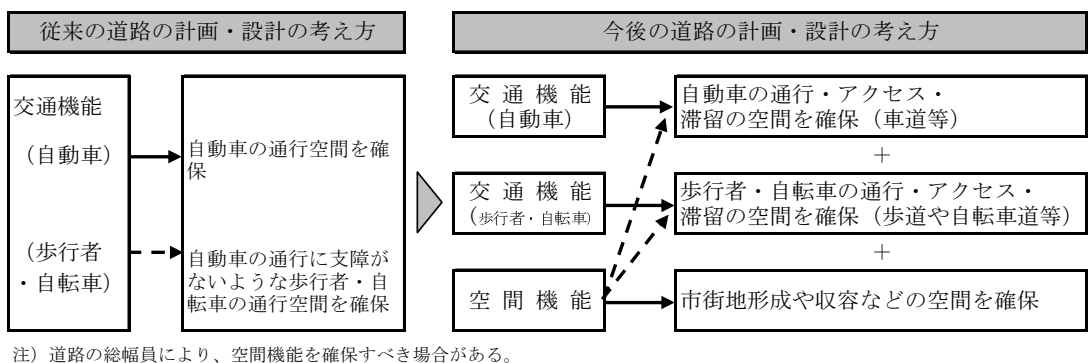 従来の道路の計画・設計の考え方
今後の道路の計画・設計の考え方
交通機能
(自動車)
自動車の通行空間を確
保
(歩行者
・自転車)
自動車の通行に支障が
ないような歩行者・自
転車の通行空間を確保
交通機能
(自動車)
自動車の通行・アクセス・
滞留の空間を確保(車道等)
+
交通機能
(歩行者・自転車)
歩行者・自転車の通行・アクセス・
滞留の空間を確保(歩道や自転車道等)
+
空間機能
市街地形成や収容などの空間を確保
注)道路の総幅員により、空間機能を確保すべき場合がある。